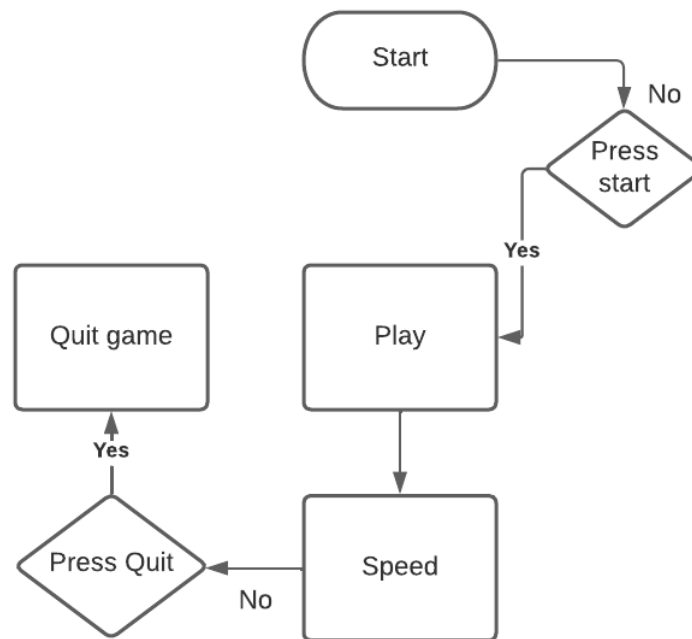 Start
No
Press
start
Yes
Quit game
Play
Yes
Press Quit
Speed
No